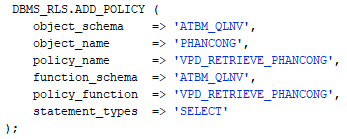 DBMS_RLS.ADD_POLICY (
object_schema => 'ATBM_QLNV',
object_name => 'PHANCONG',
policy_name => 'VPD_RETRIEVE_PHANCONG',
function_schema => 'ATBM_QLNV',
policy_function => 'VPD_RETRIEVE_PHANCONG',
statement_types => 'SELECT'
);